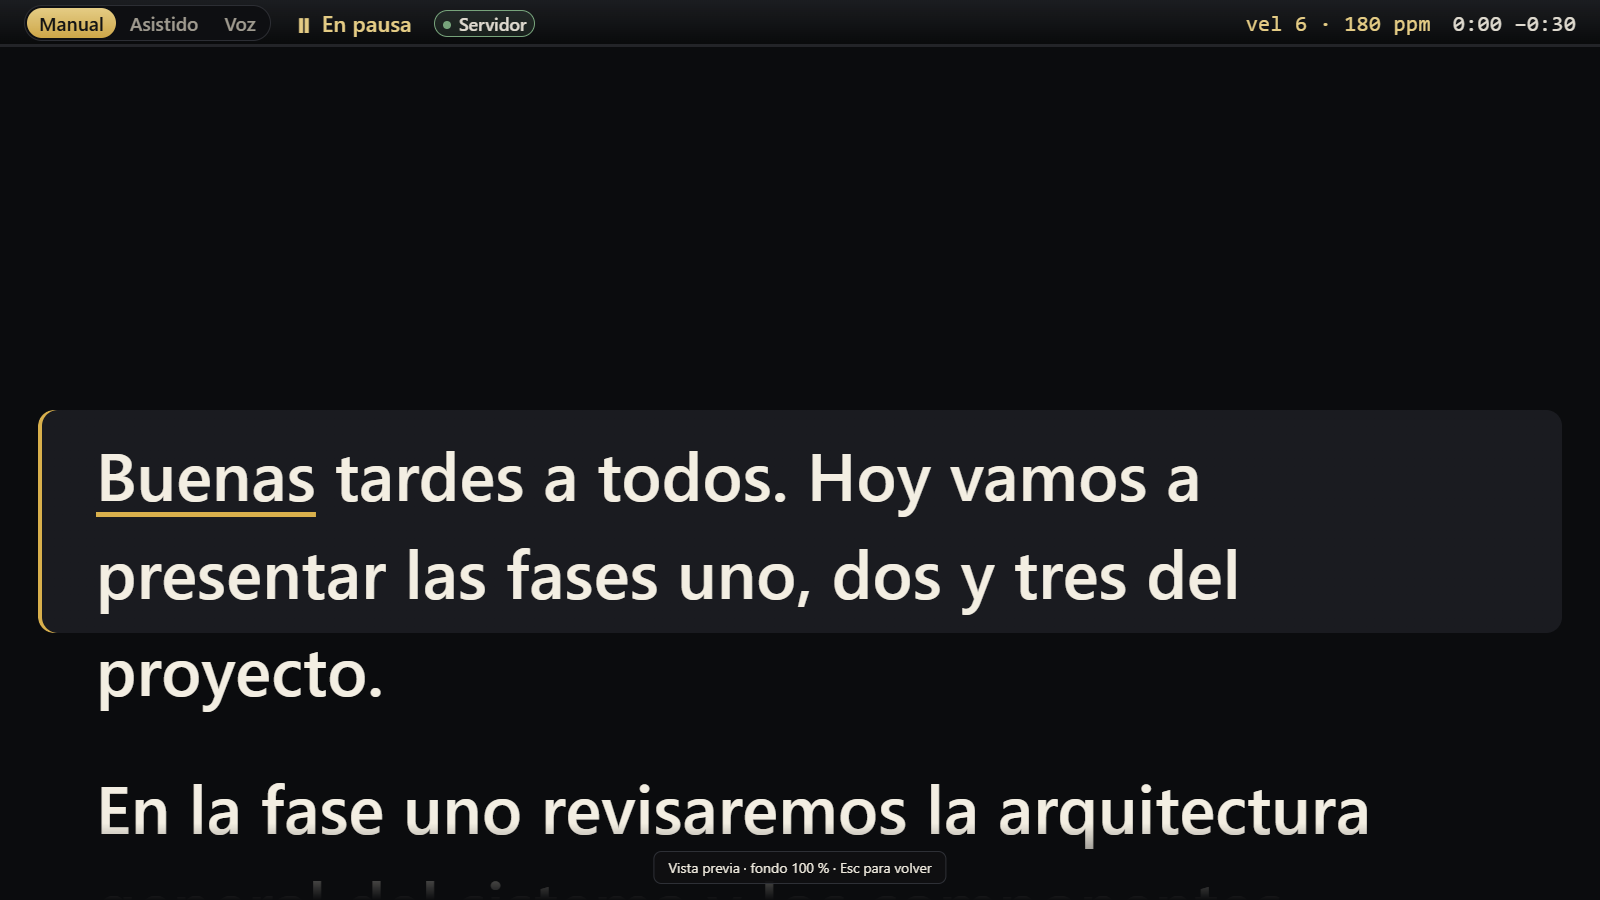 Manual Asistido Voz En pausa Servidor vel 6 · 180 ppm 0:00 −0:30
Buenas tardes a todos. Hoy vamos a
presentar las fases uno, dos y tres del
proyecto.
En la fase uno revisaremos la arquitectura
Vista previa · fondo 100 % · Esc para volver